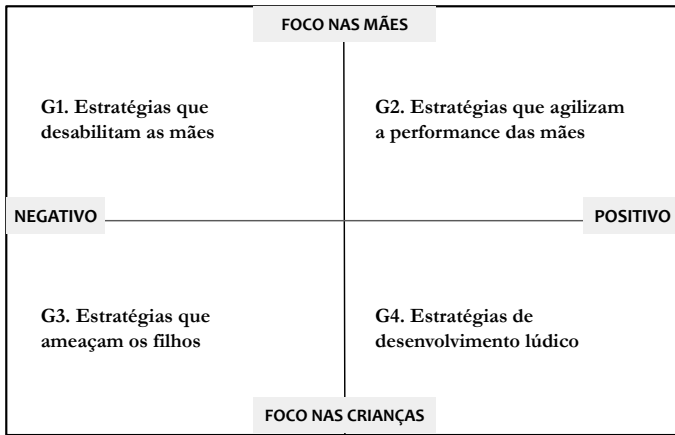 FOCO NAS MÃES
G1. Estratégias que
desabilitam as mães
G2. Estratégias que agilizam
a performance das mães
NEGATIVO
POSITIVO
G3. Estratégias que
ameaçam os filhos
G4. Estratégias de
desenvolvimento lúdico
FOCO NAS CRIANÇAS